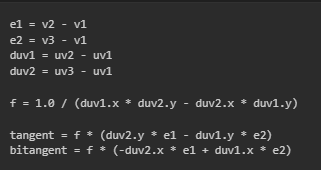 e1 = v2 - v1
e2 = v3 - v1
duv1 = uv2 - uv1
duv2 = uv3 - uv1
f = 1.0 / (duv1.x * duv2.y - duv2.x * duv1.y)
tangent = f * (duv2.y * e1 - duv1.y * e2)
bitangent = f * (-duv2.x * e1 + duv1.x * e2)